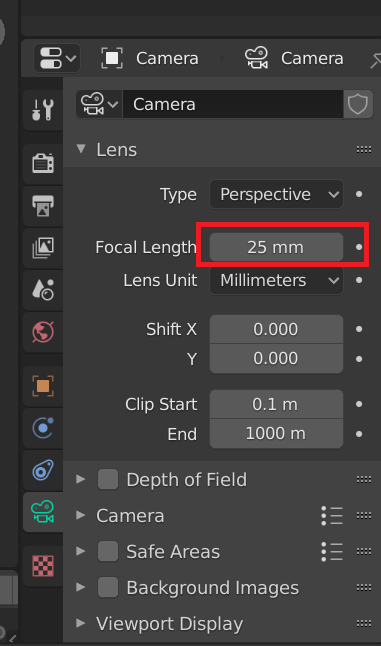 Camera Camera
Camera
Lens
Type Perspective
Focal Length 25 mm
Lens Unit Millimeters
Shift X 0.000
Y 0.000
Clip Start 0.1 m
End 1000 m
Depth of Field
Camera
Safe Areas
Background Images
Viewport Display